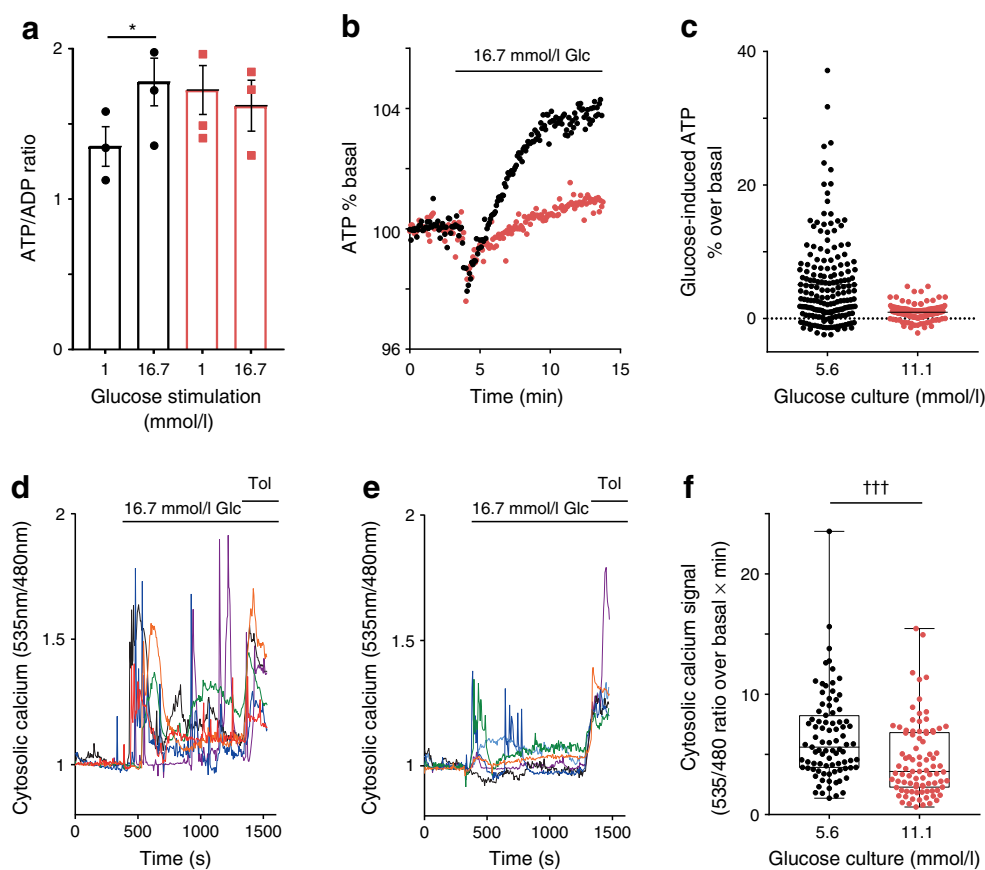 a
*
2
1
0
ATP/ADP ratio
1
16.7
1
16.7
Glucose stimulation
(mmol/l)
b
16.7 mmol/l Glc
104
100
96
ATP % basal
0
5
10
15
Time (min)
c
40
20
0
Glucose-induced ATP
% over basal
5.6
11.1
Glucose culture (mmol/l)
d
Tol
16.7 mmol/l Glc
2
1.5
1
Cytosolic calcium (535nm/480nm)
0
500
1000
1500
Time (s)
e
Tol
16.7 mmol/l Glc
2
1.5
1
Cytosolic calcium (535nm/480nm)
0
500
1000
1500
Time (s)
f
†††
20
10
0
Cytosolic calcium signal
(535/480 ratio over basal × min)
5.6
11.1
Glucose culture (mmol/l)